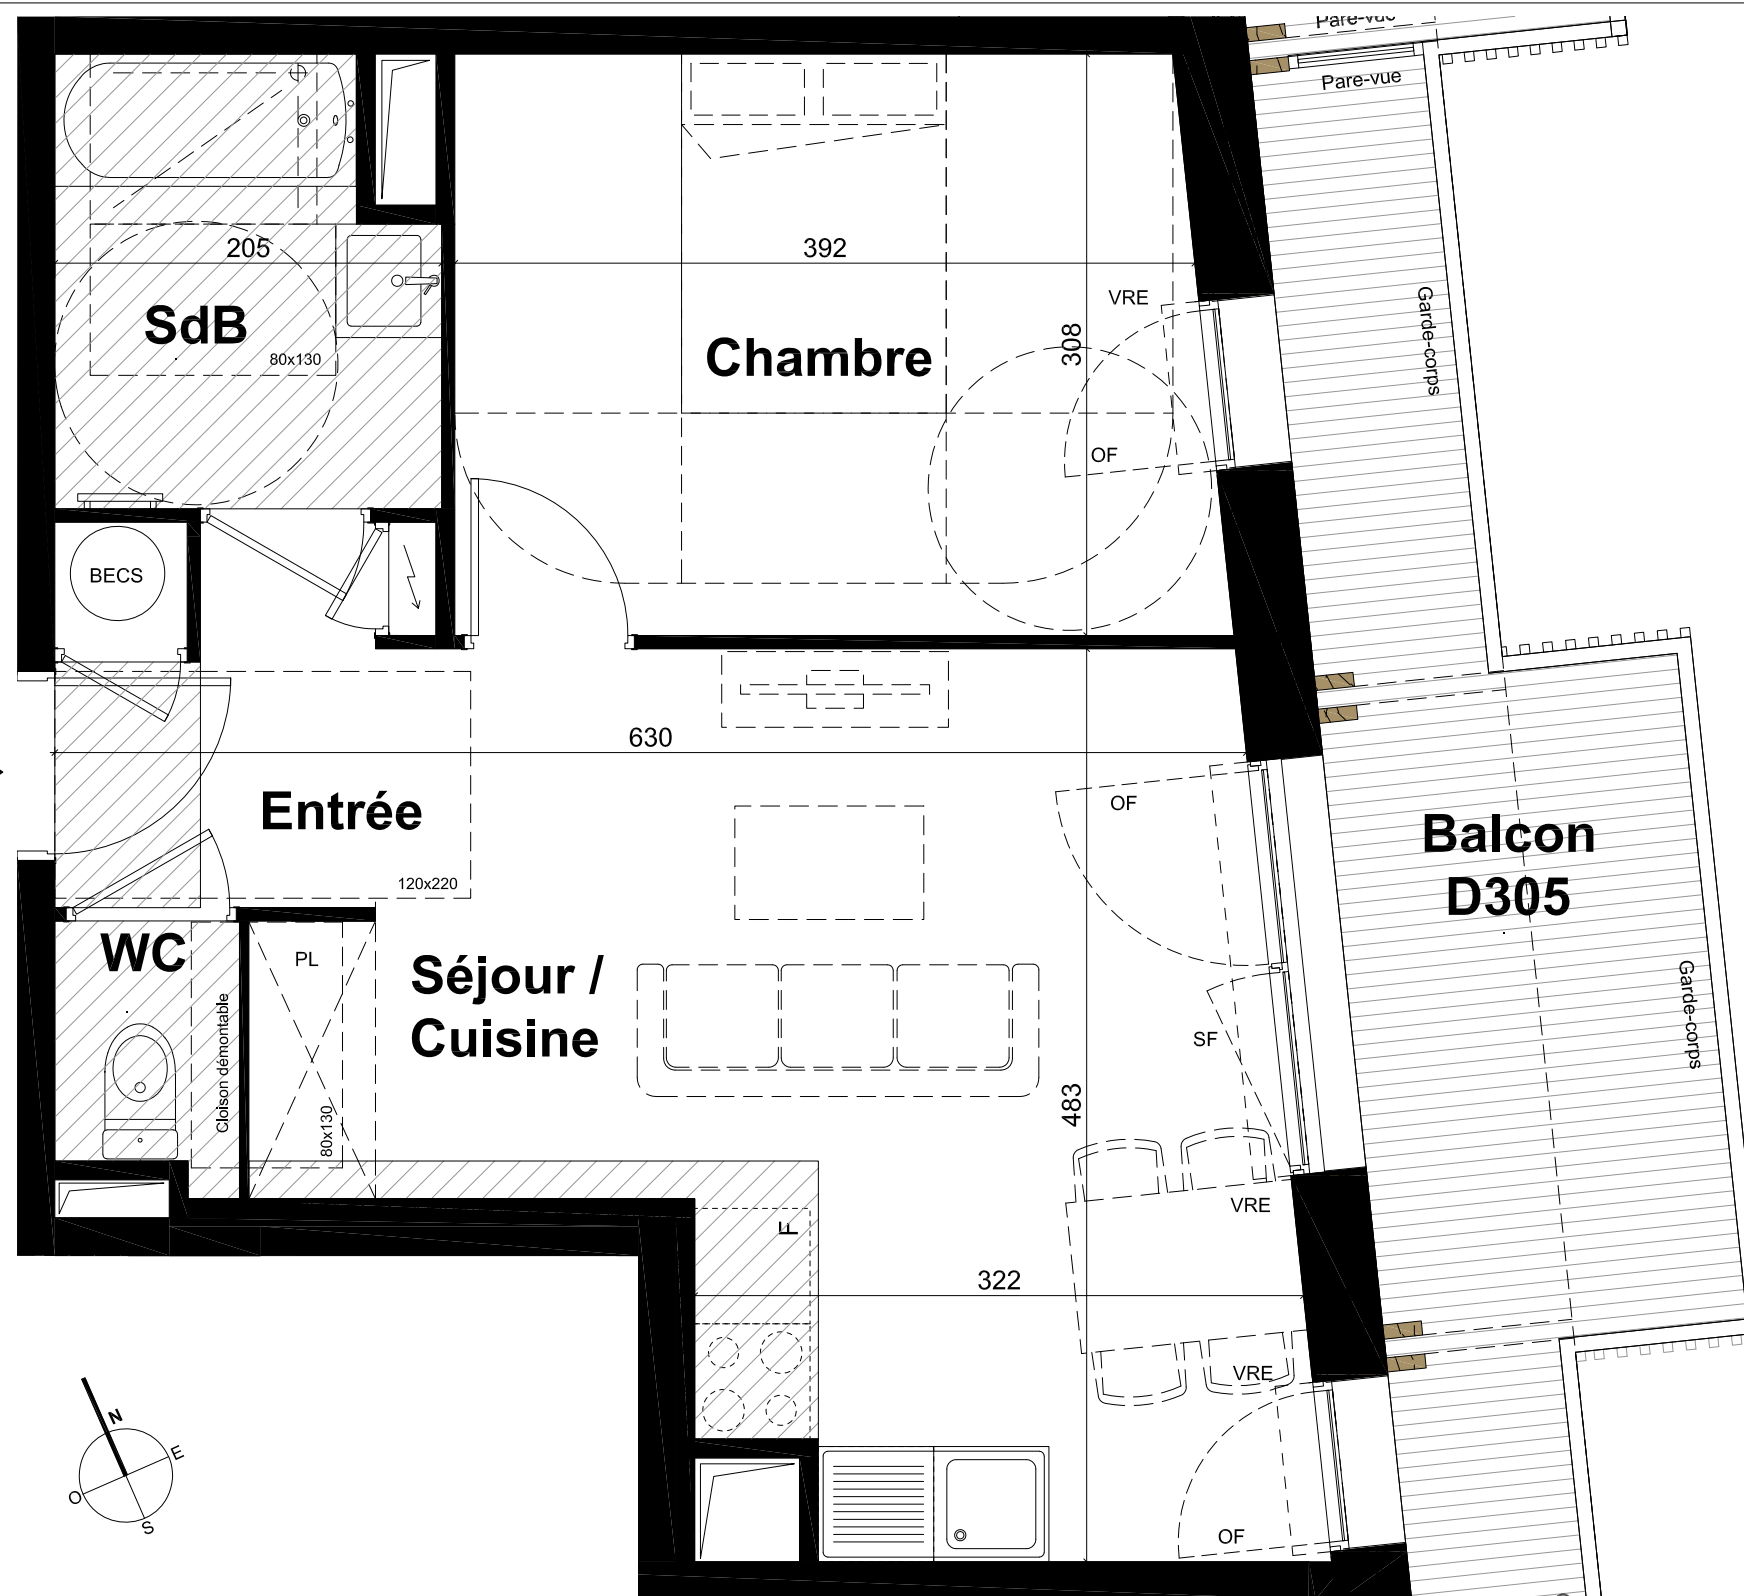 Pare-vue
Pare-vue
205
392
VRE
Garde-corps
SdB
80x130
Chambre
308
OF
BECS
630
Entrée
120x220
OF
Balcon
D305
WC
PL
Séjour /
Cuisine
Cloison démontable
80x130
SF
483
Garde-corps
VRE
F
322
VRE
N
E
O
S
OF